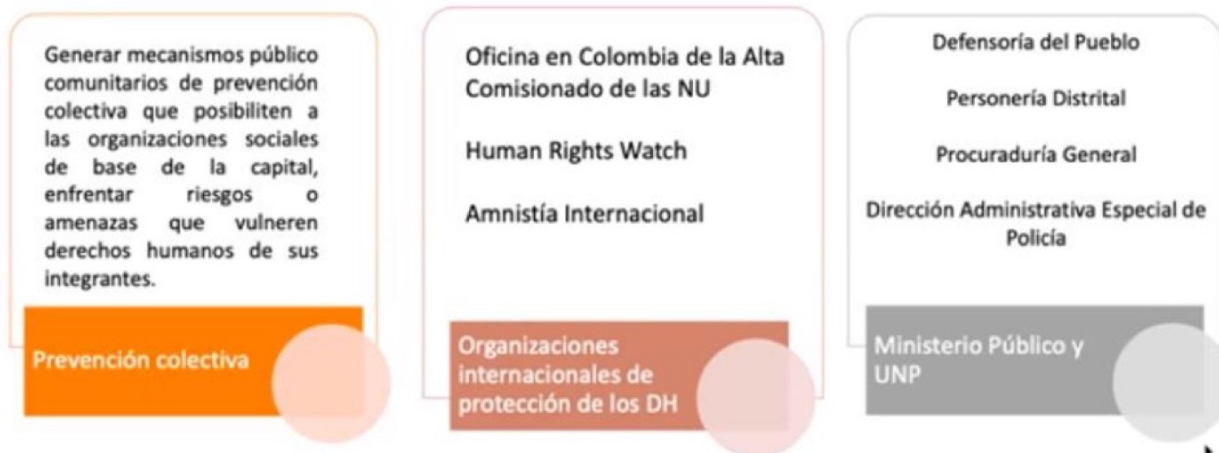 Generar mecanismos público
comunitarios de prevención
colectiva que posibiliten a
las organizaciones sociales
de base de la capital,
enfrentar riesgos o
amenazas que vulneren
derechos humanos de sus
integrantes.
Prevención colectiva
Oficina en Colombia de la Alta
Comisionado de las NU
Human Rights Watch
Amnistía Internacional
Organizaciones
internacionales de
protección de los DH
Defensoría del Pueblo
Personería Distrital
Procuraduría General
Dirección Administrativa Especial de
Policía
Ministerio Público y
UNP